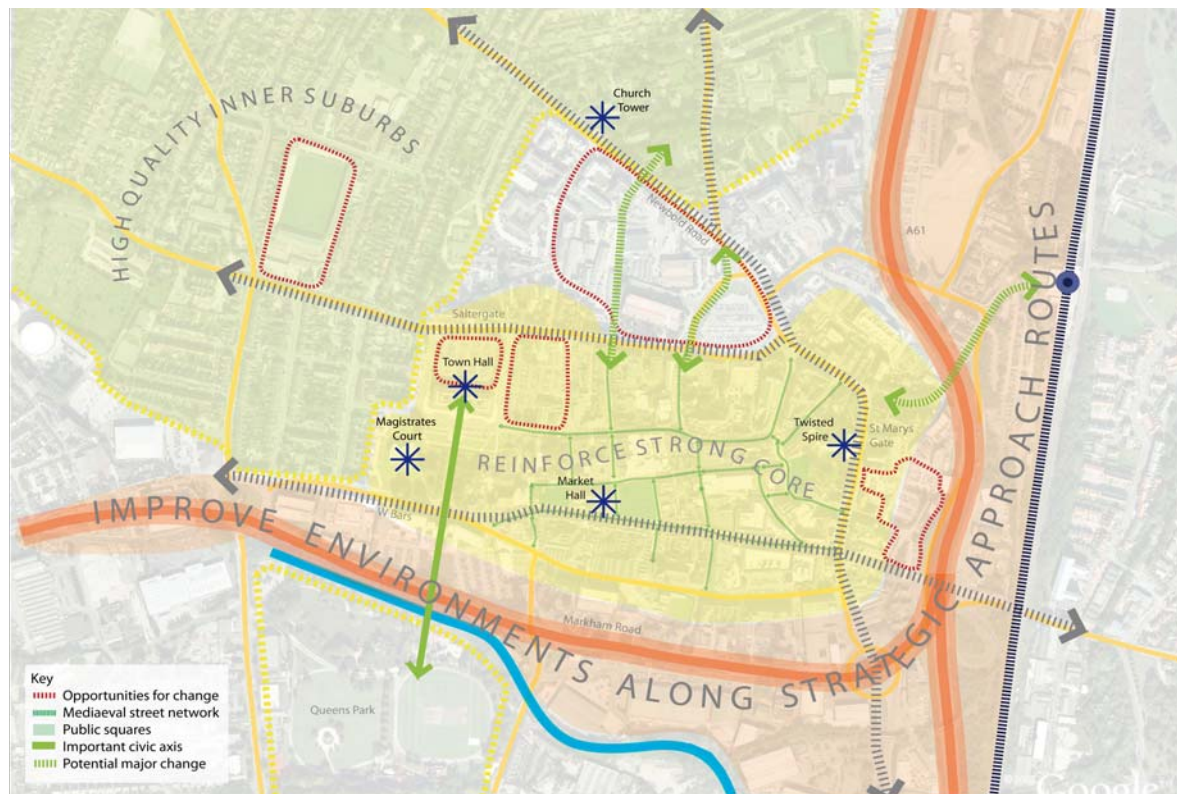 HIGH QUALITY INNER SUBURBS
Church
Tower
Newbold Road
A61
Saltergate
Town Hall
Magistrates
Court
Twisted
Spire
St Marys
Gate
REINFORCE STRONG CORE
Market
Hall
W Bars
IMPROVE ENVIRONMENTS ALONG STRATEGIC APPROACH ROUTES
Markham Road
Queens Park
Key
Opportunities for change
Mediaeval street network
Public squares
Important civic axis
Potential major change
Google